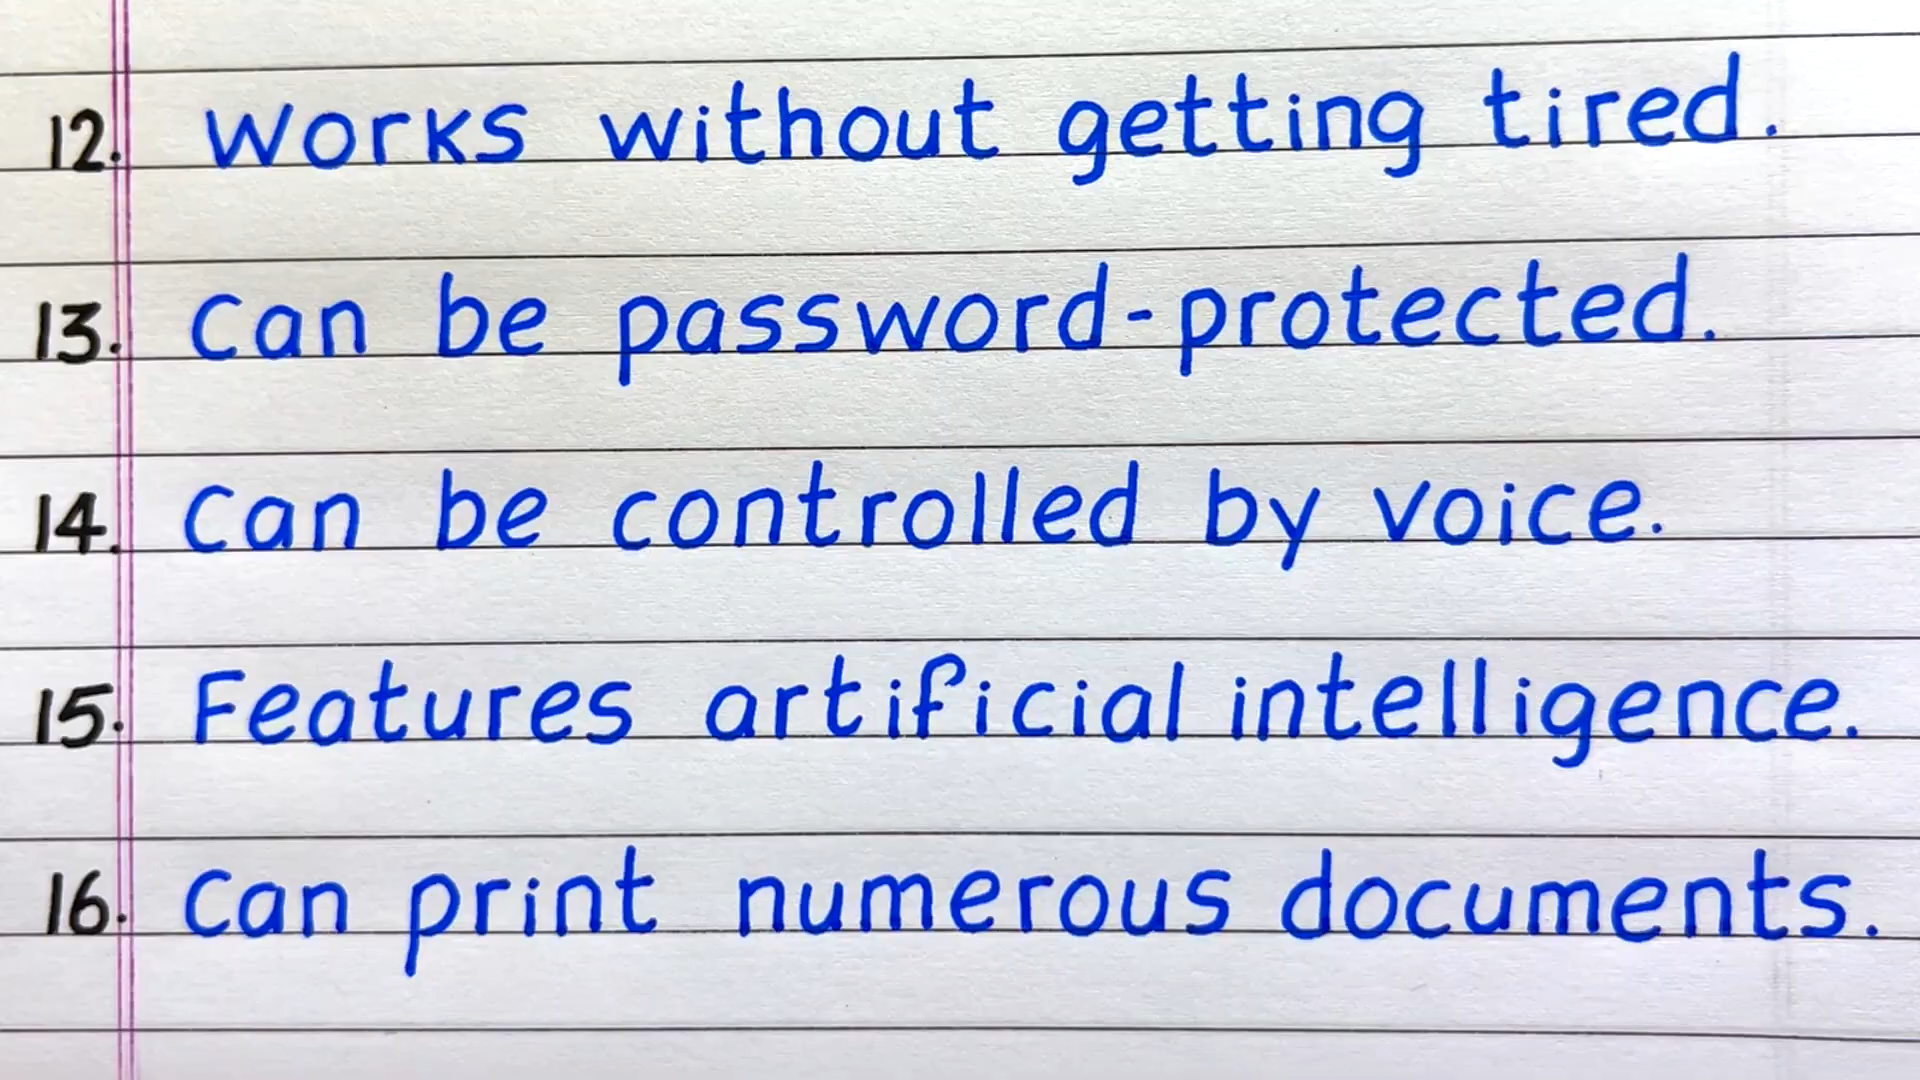 12. Works without getting tired.
13. Can be password-protected.
14. Can be controlled by voice.
15. Features artificial intelligence.
16. Can print numerous documents.